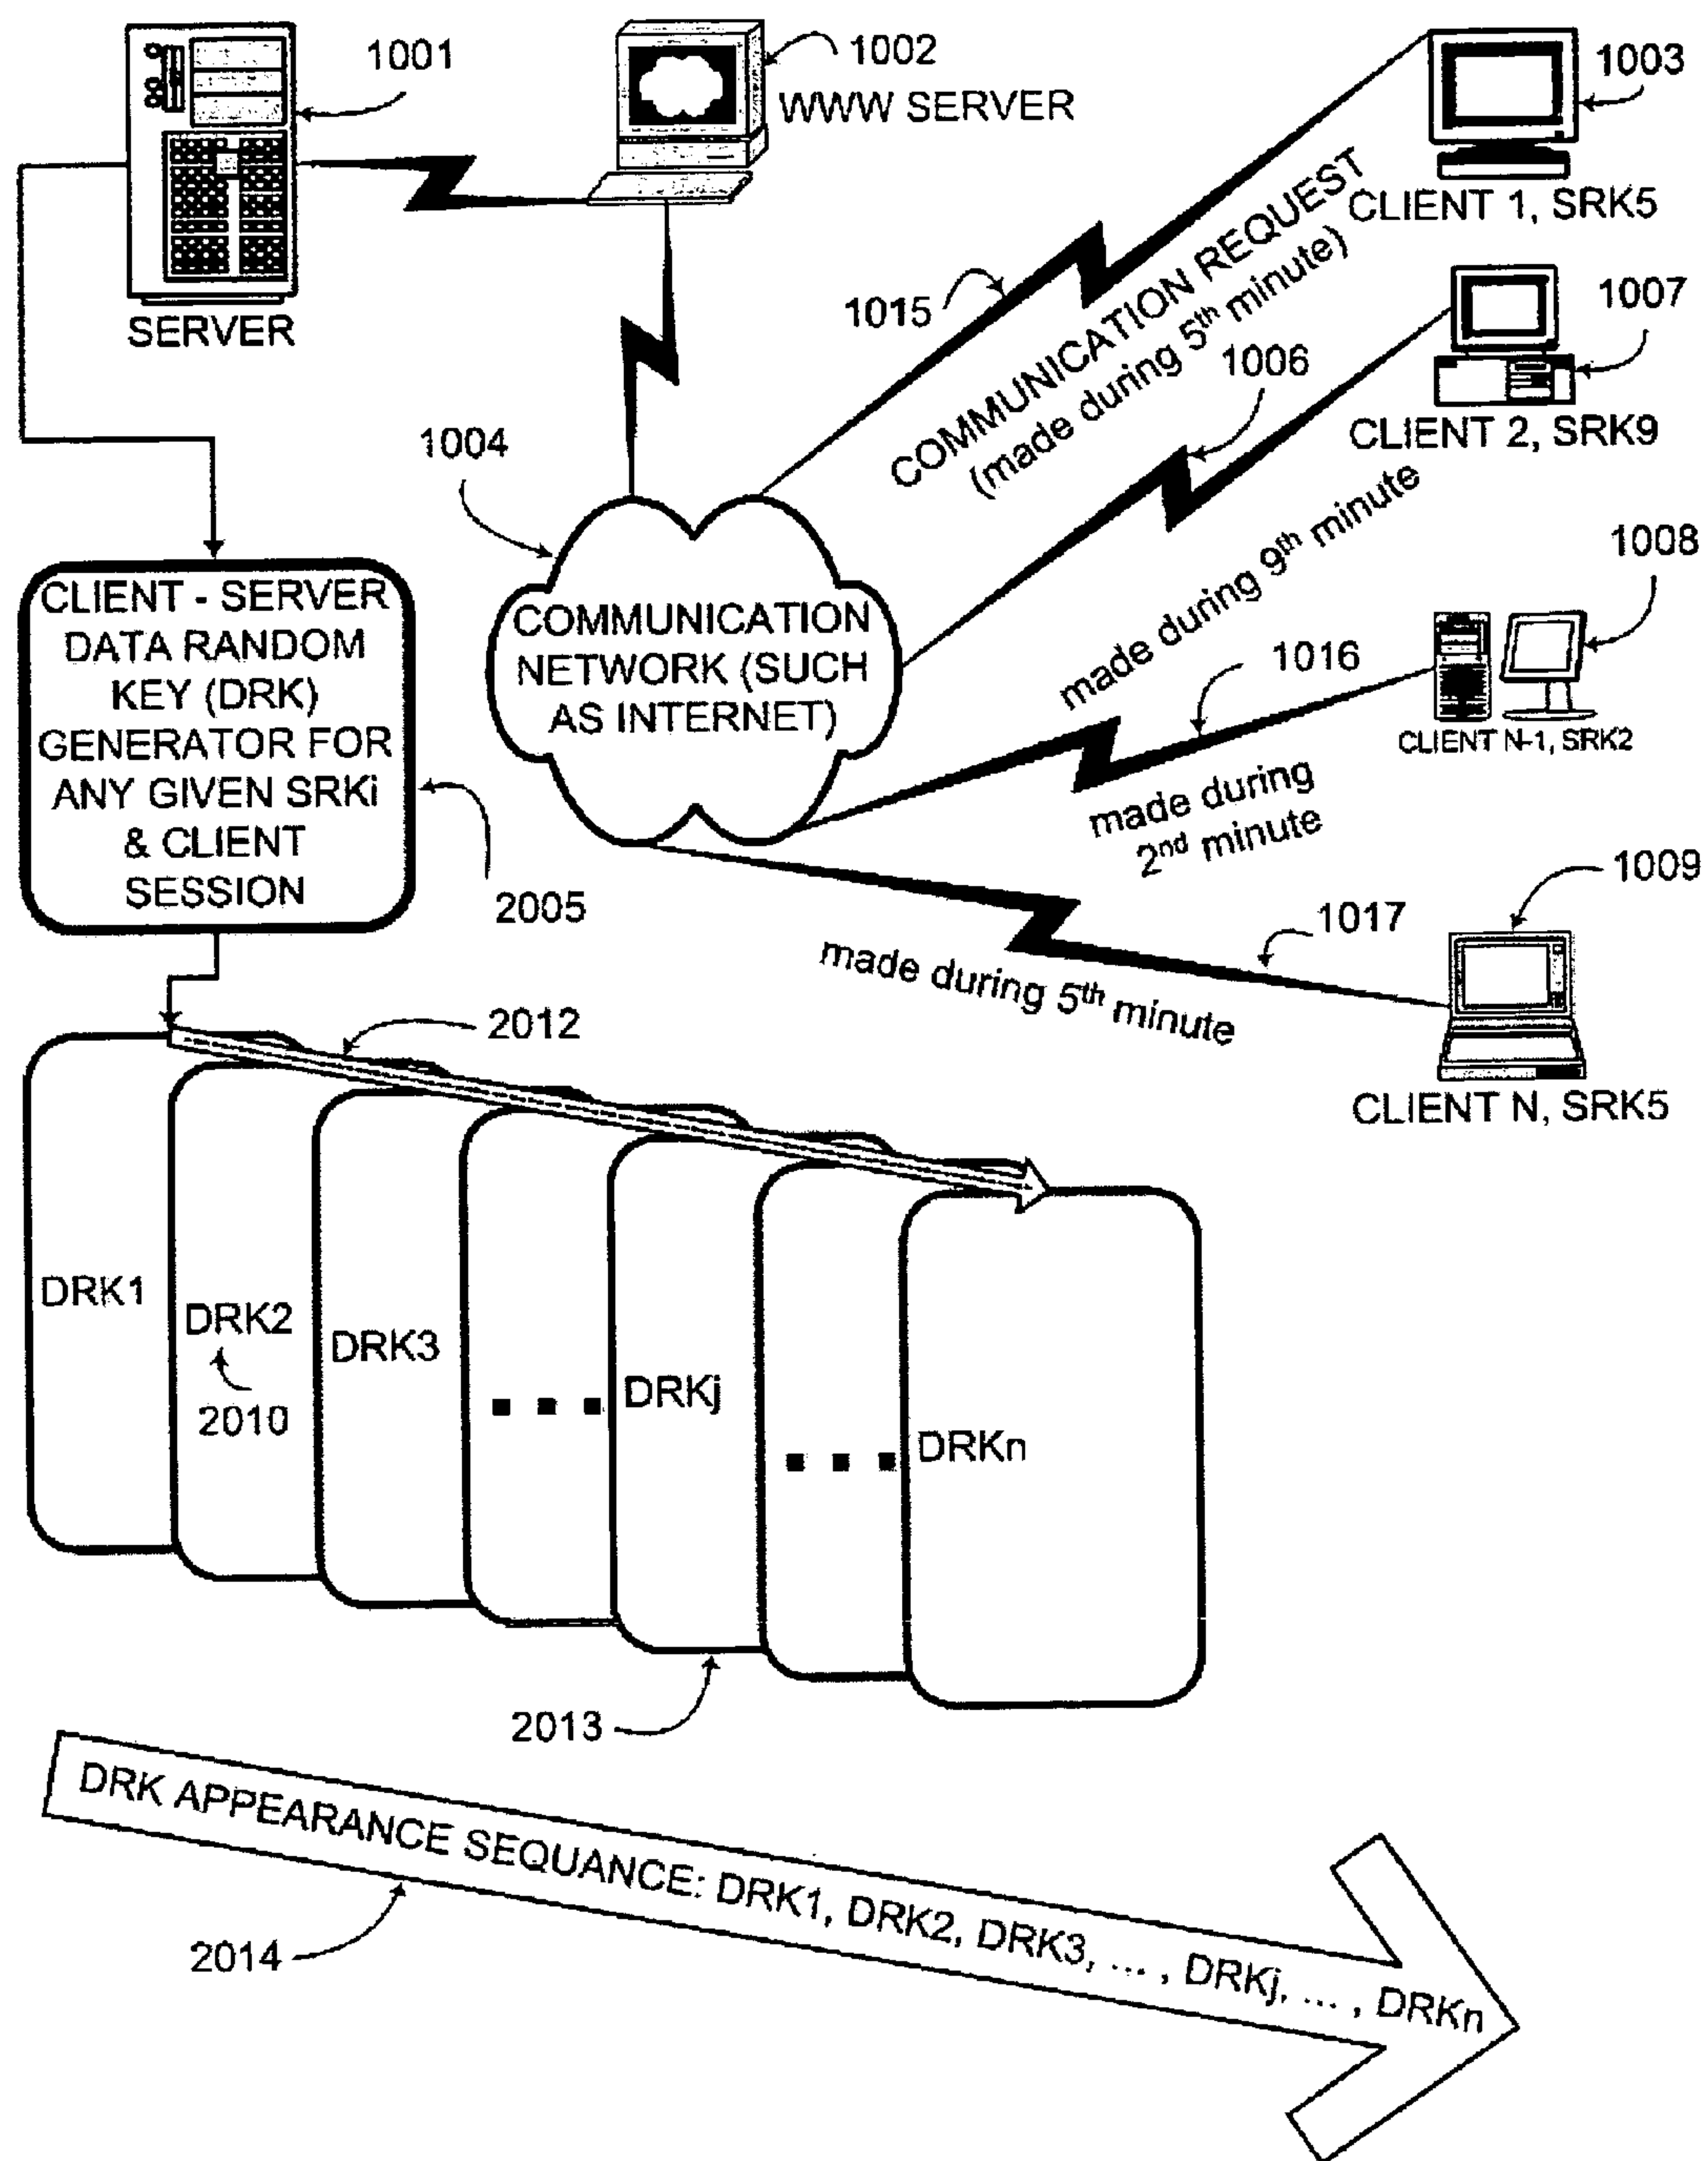 1001
1002
WWW SERVER
1003
CLIENT 1, SRK5
SERVER
1015
COMMUNICATION REQUEST
(made during 5th minute)
1006
1007
CLIENT 2, SRK9
made during 9th minute
1004
COMMUNICATION
NETWORK (SUCH
AS INTERNET)
1008
CLIENT N-1, SRK2
1016
made during
2nd minute
CLIENT - SERVER
DATA RANDOM
KEY (DRK)
GENERATOR FOR
ANY GIVEN SRKi
& CLIENT
SESSION
2005
1009
1017
made during 5th minute
CLIENT N, SRK5
2012
DRK1
DRK2
2010
DRK3
...
DRKj
...
DRKn
2013
DRK APPEARANCE SEQUANCE: DRK1, DRK2, DRK3, ... , DRKj, ... , DRKn
2014